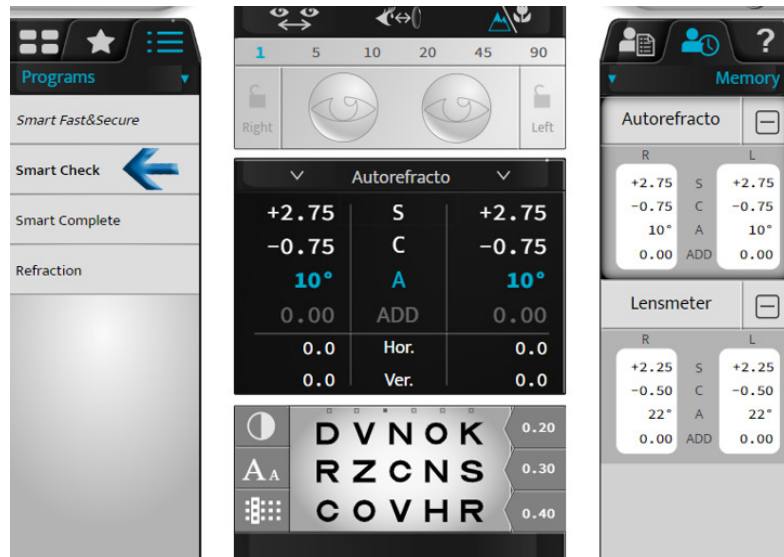 Programs
Smart Fast&Secure
Smart Check
Smart Complete
Refraction
1 5 10 20 45 90
Right Left
Autorefracto
+2.75 S +2.75
−0.75 C −0.75
10° A 10°
0.00 ADD 0.00
0.0 Hor. 0.0
0.0 Ver. 0.0
D V N O K 0.20
A A R Z C N S 0.30
C O V H R 0.40
?
Memory
Autorefracto
R L
+2.75 S +2.75
−0.75 C −0.75
10° A 10°
0.00 ADD 0.00
Lensmeter
R L
+2.25 S +2.25
−0.50 C −0.50
22° A 22°
0.00 ADD 0.00